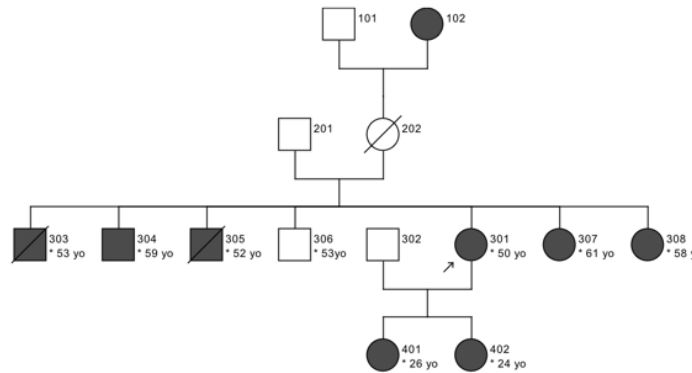 101
102
201
202
303
* 53 yo
304
* 59 yo
305
* 52 yo
306
* 53yo
302
301
* 50 yo
307
* 61 yo
308
* 58 y
401
* 26 yo
402
* 24 yo